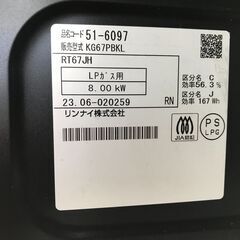 品名コード 51-6097
販売型式 KG67PBKL
RT67JH
LPガス用
8.00 kW
23.06-020259 RN
リンナイ株式会社
区分名 C
効率56.3 %
区分名 J
効率 167 Wh
JIA認証
PS
LPG